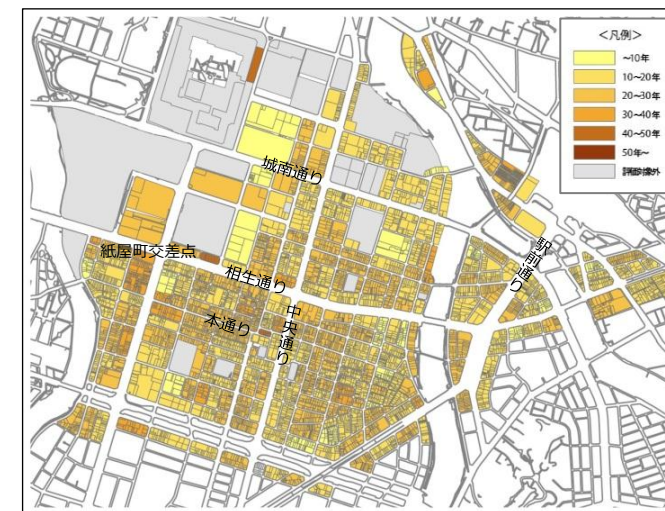 <凡例>
~10年
10~20年
20~30年
30~40年
40~50年
50年~
評価対象外
城南通り
駅前通り
紙屋町交差点
相生通り
本通り
中央通り